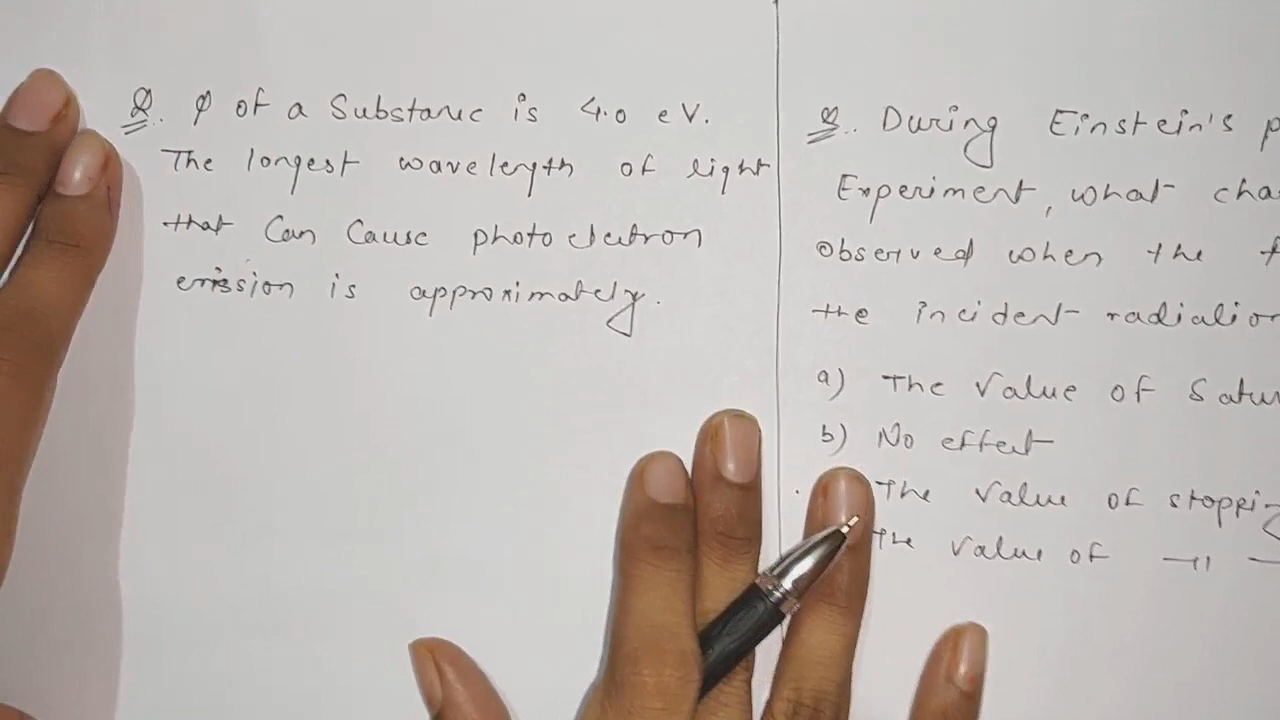 Q. φ of a Substance is 4.0 eV.
The longest wavelength of light
that Can Cause photoelectron
emission is approximately.
Q. During Einstein's
Experiment, what
observed when the
the incident radiation
a) The Value of
b) No effect
The Value of
The Value of